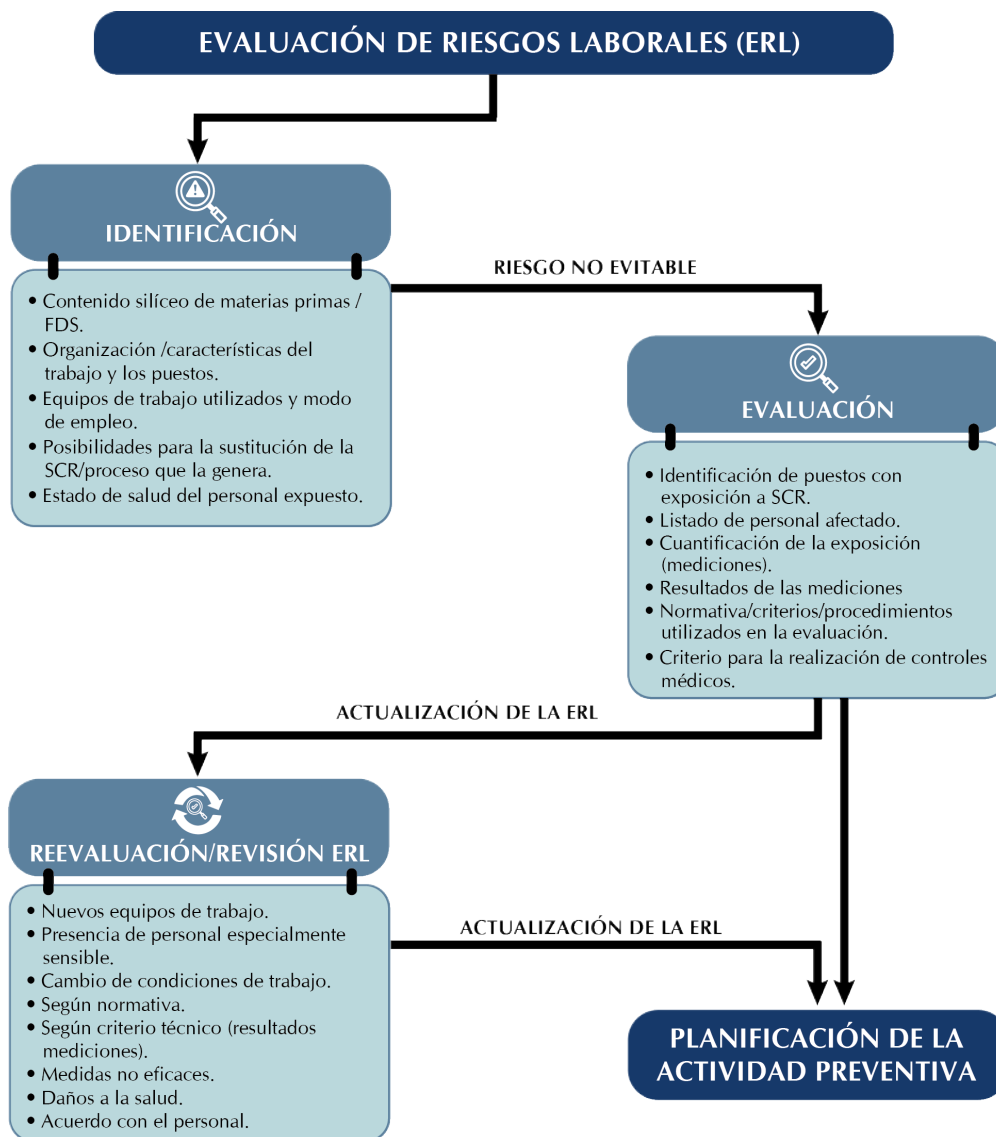 EVALUACIÓN DE RIESGOS LABORALES (ERL)
IDENTIFICACIÓN
• Contenido silíceo de materias primas /
FDS.
• Organización /características del
trabajo y los puestos.
• Equipos de trabajo utilizados y modo
de empleo.
• Posibilidades para la sustitución de la
SCR/proceso que la genera.
• Estado de salud del personal expuesto.
RIESGO NO EVITABLE
EVALUACIÓN
• Identificación de puestos con
exposición a SCR.
• Listado de personal afectado.
• Cuantificación de la exposición
(mediciones).
• Resultados de las mediciones
• Normativa/criterios/procedimientos
utilizados en la evaluación.
• Criterio para la realización de controles
médicos.
ACTUALIZACIÓN DE LA ERL
REEVALUACIÓN/REVISIÓN ERL
• Nuevos equipos de trabajo.
• Presencia de personal especialmente
sensible.
• Cambio de condiciones de trabajo.
• Según normativa.
• Según criterio técnico (resultados
mediciones).
• Medidas no eficaces.
• Daños a la salud.
• Acuerdo con el personal.
ACTUALIZACIÓN DE LA ERL
PLANIFICACIÓN DE LA
ACTIVIDAD PREVENTIVA